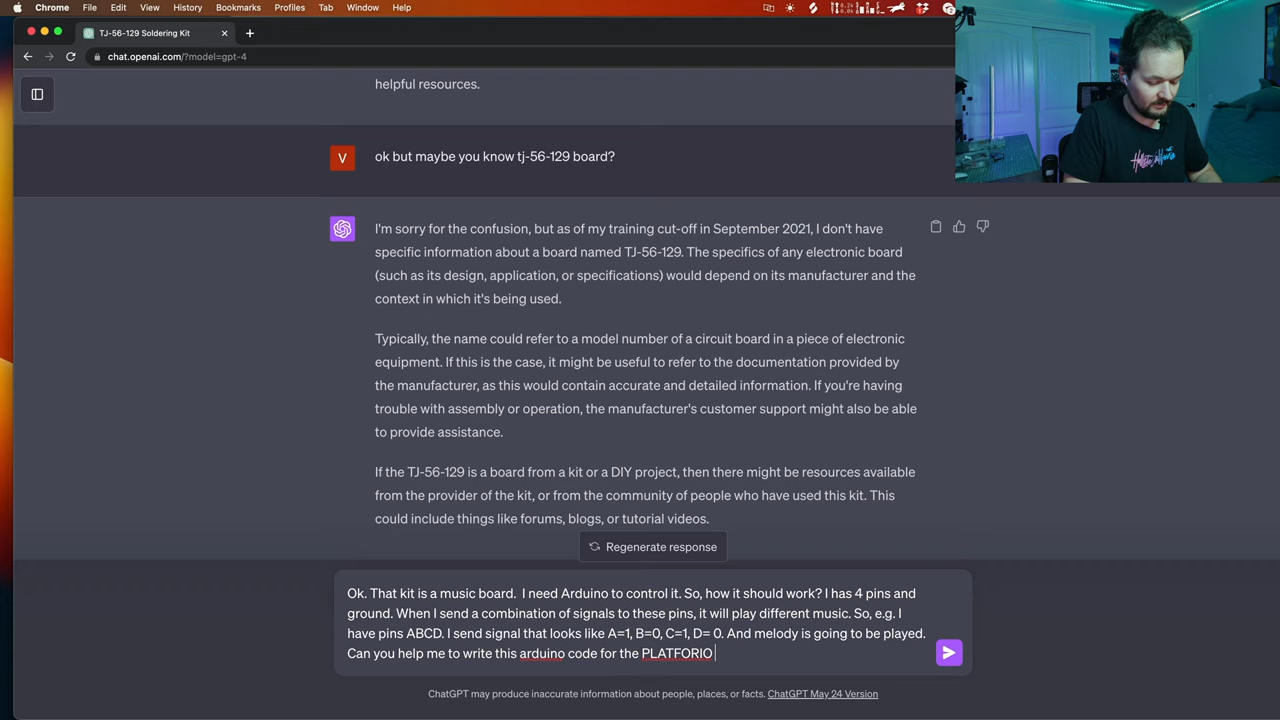 Chrome File Edit View History Bookmarks Profiles Tab Window Help
TJ-56-129 Soldering Kit
chat.openai.com/?model=gpt-4
helpful resources.
V
ok but maybe you know tj-56-129 board?
I'm sorry for the confusion, but as of my training cut-off in September 2021, I don't have
specific information about a board named TJ-56-129. The specifics of any electronic board
(such as its design, application, or specifications) would depend on its manufacturer and the
context in which it's being used.
Typically, the name could refer to a model number of a circuit board in a piece of electronic
equipment. If this is the case, it might be useful to refer to the documentation provided by
the manufacturer, as this would contain accurate and detailed information. If you're having
trouble with assembly or operation, the manufacturer's customer support might also be able
to provide assistance.
If the TJ-56-129 is a board from a kit or a DIY project, then there might be resources available
from the provider of the kit, or from the community of people who have used this kit. This
could include things like forums, blogs, or tutorial videos.
Regenerate response
Ok. That kit is a music board.  I need Arduino to control it. So, how it should work? I has 4 pins and
ground. When I send a combination of signals to these pins, it will play different music. So, e.g. I
have pins ABCD. I send signal that looks like A=1, B=0, C=1, D= 0. And melody is going to be played.
Can you help me to write this arduino code for the PLATFORIO
ChatGPT may produce inaccurate information about people, places, or facts. ChatGPT May 24 Version